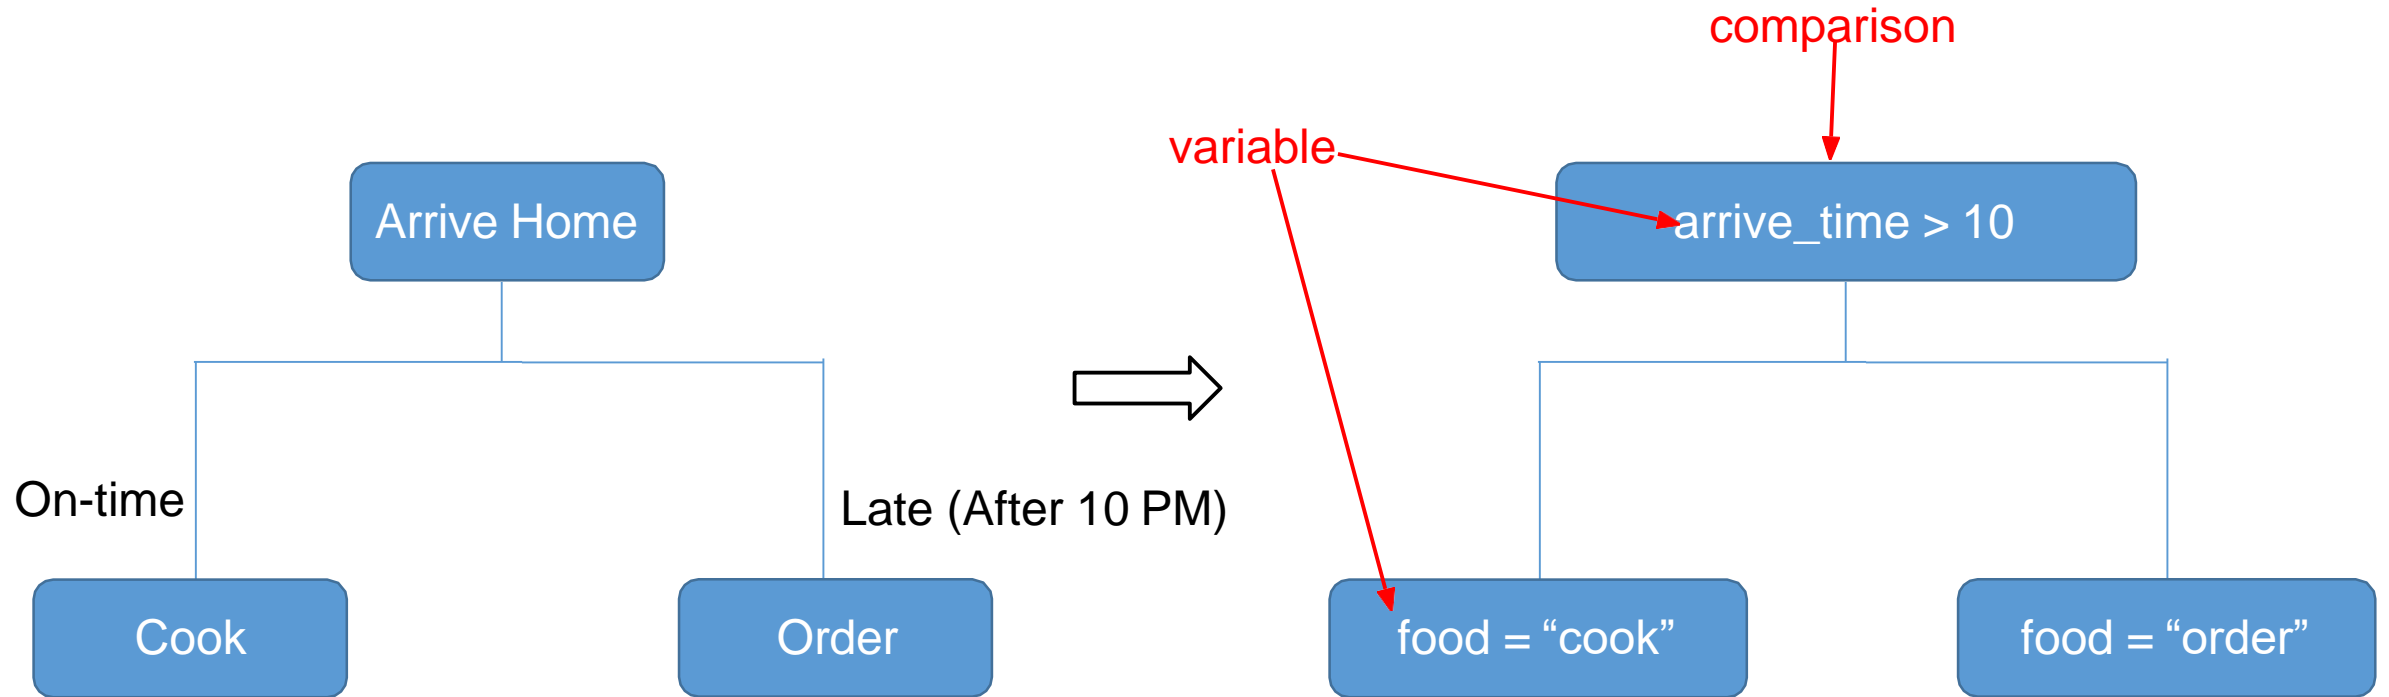 comparison
variable
Arrive Home
arrive_time > 10
On-time
Late (After 10 PM)
Cook
Order
food = “cook”
food = “order”